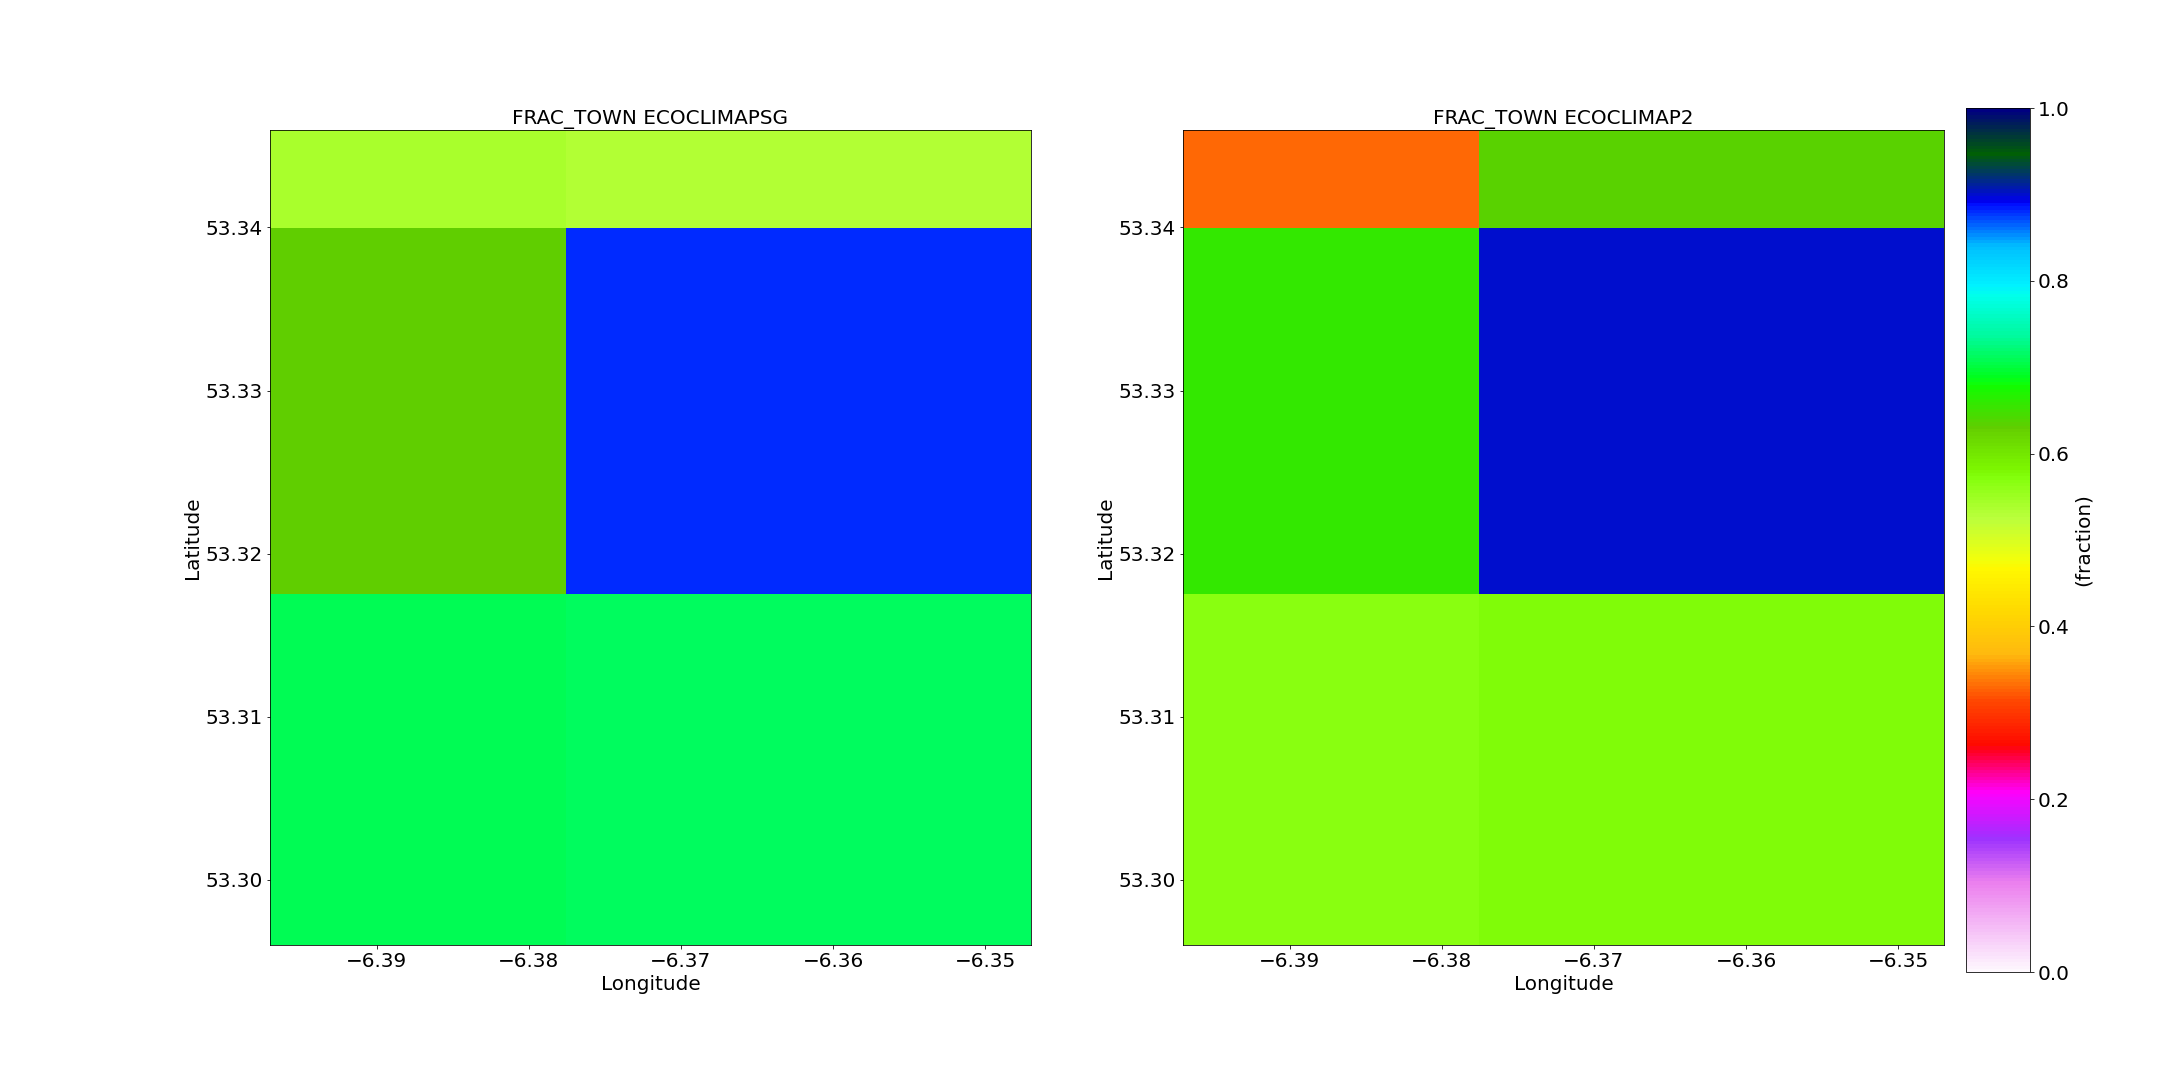 FRAC_TOWN ECOCLIMAPSG
53.34
53.33
53.32
53.31
53.30
Latitude
−6.39 −6.38 −6.37 −6.36 −6.35
Longitude
FRAC_TOWN ECOCLIMAP2
53.34
53.33
53.32
53.31
53.30
Latitude
−6.39 −6.38 −6.37 −6.36 −6.35
Longitude
1.0
0.8
0.6
0.4
0.2
0.0
(fraction)